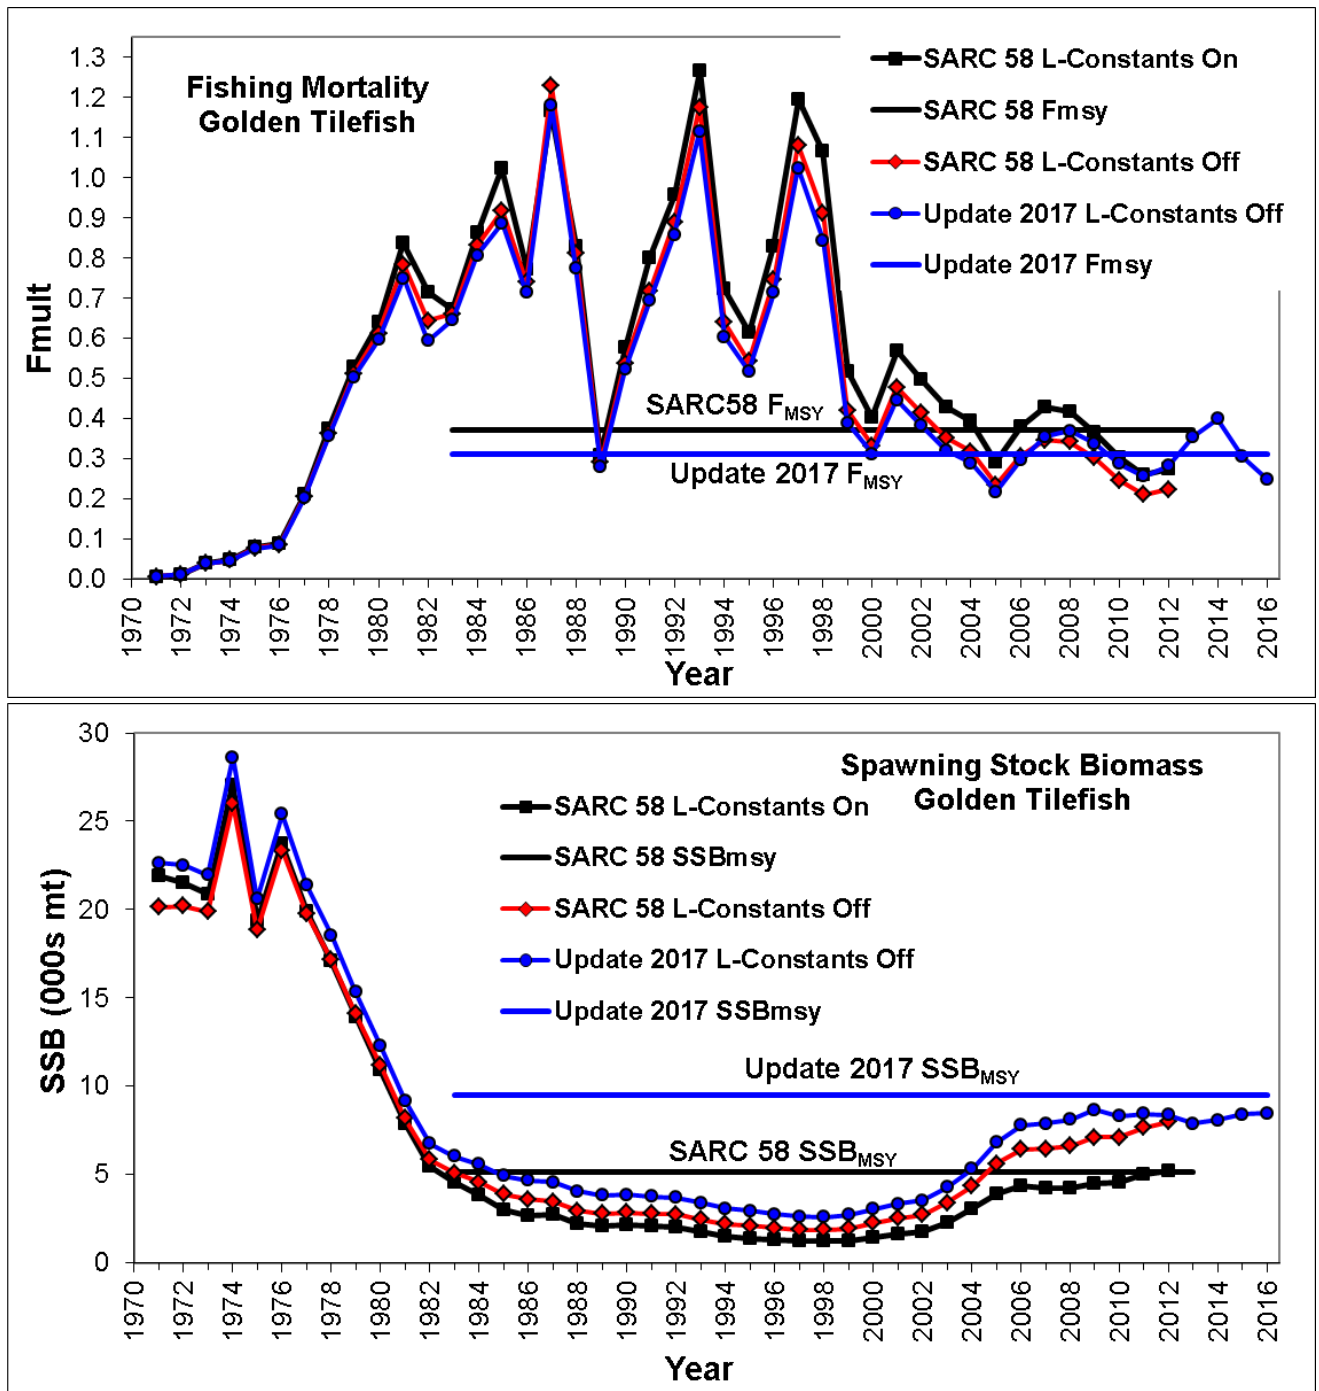 Fishing Mortality
Golden Tilefish
SARC 58 L-Constants On
SARC 58 Fmsy
SARC 58 L-Constants Off
Update 2017 L-Constants Off
Update 2017 Fmsy
Fmult
1.3
1.2
1.1
1.0
0.9
0.8
0.7
0.6
0.5
0.4
0.3
0.2
0.1
0.0
SARC58 FMSY
Update 2017 FMSY
1970 1972 1974 1976 1978 1980 1982 1984 1986 1988 1990 1992 1994 1996 1998 2000 2002 2004 2006 2008 2010 2012 2014 2016
Year
Spawning Stock Biomass
Golden Tilefish
SARC 58 L-Constants On
SARC 58 SSBmsy
SARC 58 L-Constants Off
Update 2017 L-Constants Off
Update 2017 SSBmsy
SSB (000s mt)
30
25
20
15
10
5
0
Update 2017 SSBMSY
SARC 58 SSBMSY
1970 1972 1974 1976 1978 1980 1982 1984 1986 1988 1990 1992 1994 1996 1998 2000 2002 2004 2006 2008 2010 2012 2014 2016
Year